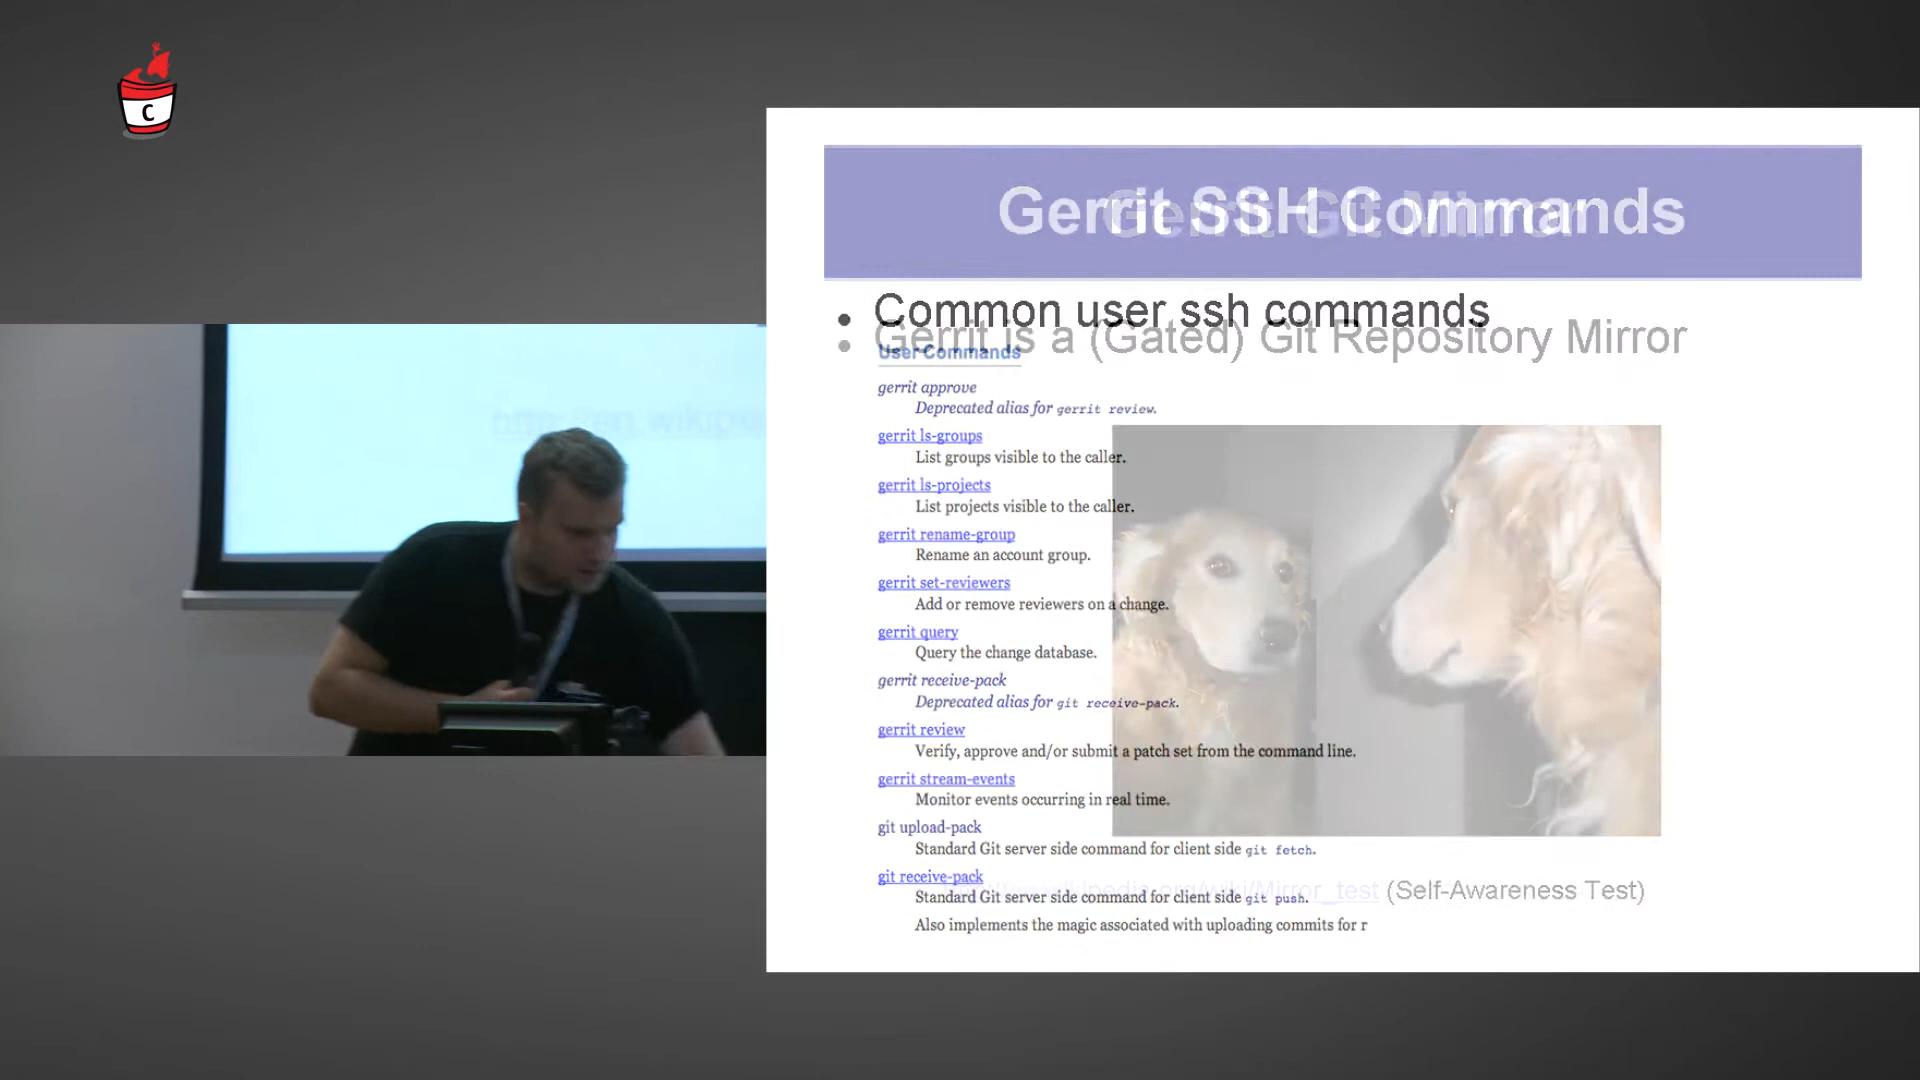 C
Gerrit SSH Commands
Gerrit Git Mirror
• Common user ssh commands
• Gerrit is a (Gated) Git Repository Mirror
User Commands
gerrit approve
Deprecated alias for gerrit review.
gerrit ls-groups
List groups visible to the caller.
gerrit ls-projects
List projects visible to the caller.
gerrit rename-group
Rename an account group.
gerrit set-reviewers
Add or remove reviewers on a change.
gerrit query
Query the change database.
gerrit receive-pack
Deprecated alias for git receive-pack.
gerrit review
Verify, approve and/or submit a patch set from the command line.
gerrit stream-events
Monitor events occurring in real time.
git upload-pack
Standard Git server side command for client side git fetch.
git receive-pack
/wiki/Mirror_test (Self-Awareness Test)
Standard Git server side command for client side git push.
Also implements the magic associated with uploading commits for r